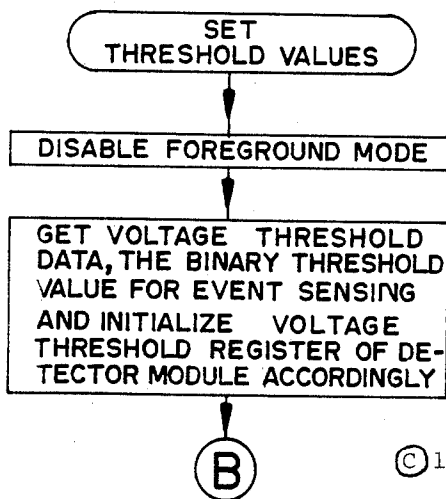 SET
THRESHOLD VALUES
DISABLE FOREGROUND MODE
GET VOLTAGE THRESHOLD
DATA, THE BINARY THRESHOLD
VALUE FOR EVENT SENSING
AND INITIALIZE VOLTAGE
THRESHOLD REGISTER OF DE-
TECTOR MODULE ACCORDINGLY
B
© 1